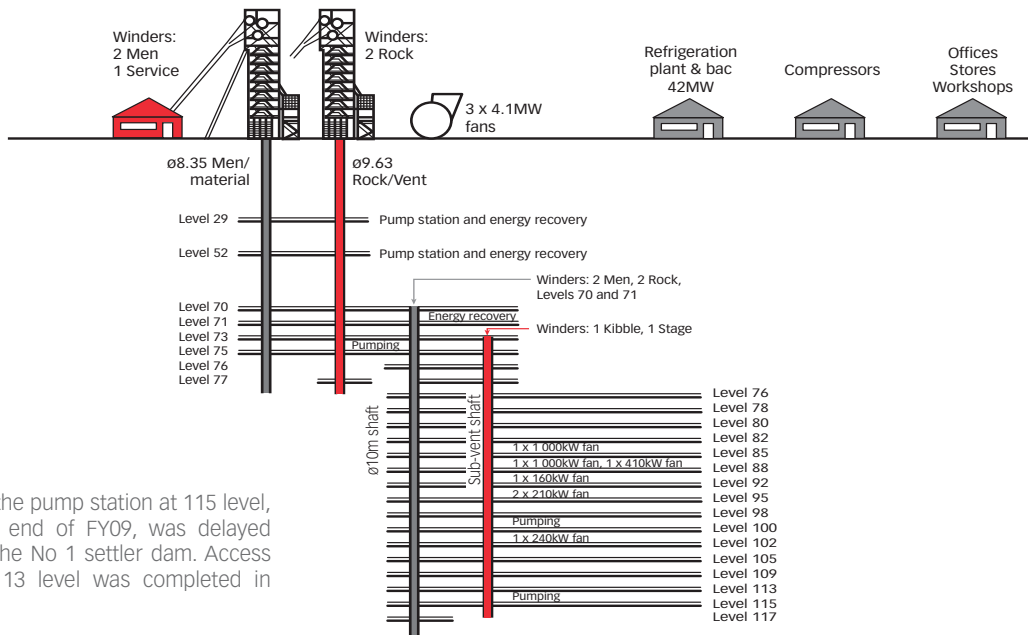 Winders:
2 Men
1 Service
Winders:
2 Rock
3 x 4.1MW
fans
Refrigeration
plant & bac
42MW
Compressors
Offices
Stores
Workshops
ø8.35 Men/
material
ø9.63
Rock/Vent
Level 29
Pump station and energy recovery
Level 52
Pump station and energy recovery
Winders: 2 Men, 2 Rock,
Levels 70 and 71
Level 70
Energy recovery
Level 71
Winders: 1 Kibble, 1 Stage
Level 73
Pumping
Level 75
Level 76
Level 77
ø10m shaft
Sub-vent shaft
Level 76
Level 78
Level 80
Level 82
1 x 1 000kW fan
Level 85
1 x 1 000kW fan, 1 x 410kW fan
Level 88
1 x 160kW fan
Level 92
2 x 210kW fan
Level 95
Level 98
Pumping
Level 100
1 x 240kW fan
Level 102
Level 105
Level 109
Level 113
Pumping
Level 115
Level 117
the pump station at 115 level,
end of FY09, was delayed
he No 1 settler dam. Access
13 level was completed in